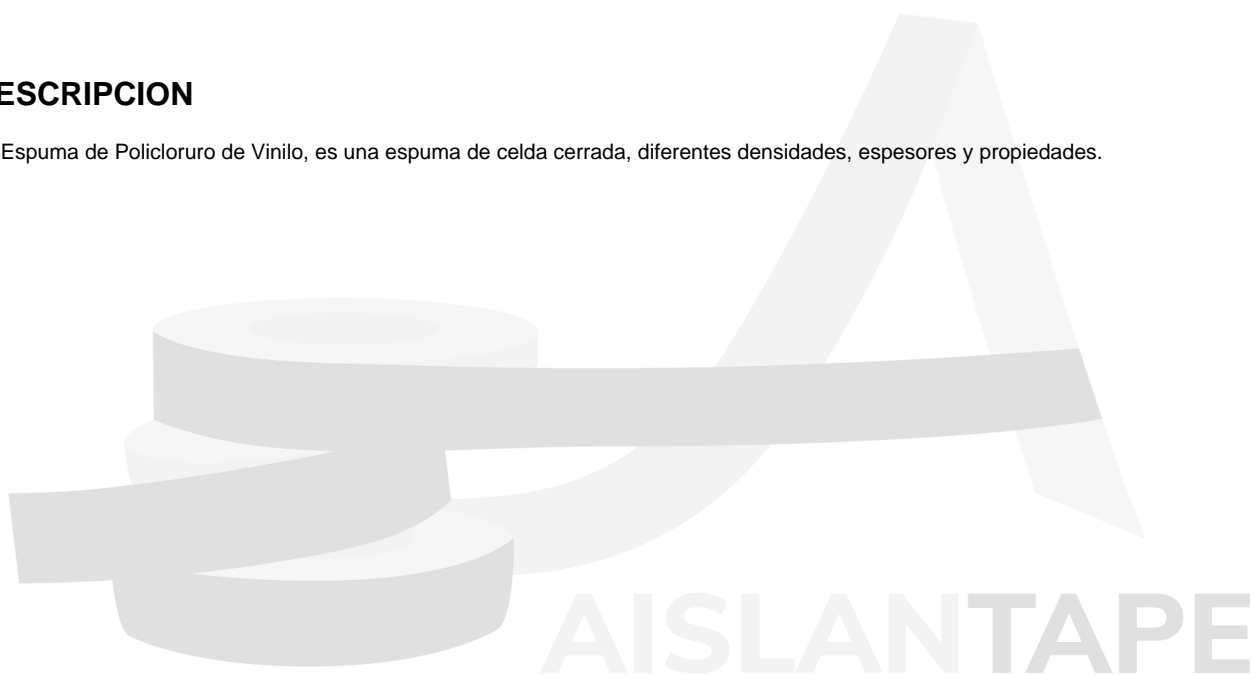 ESCRIPCION
Espuma de Policloruro de Vinilo, es una espuma de celda cerrada, diferentes densidades, espesores y propiedades.
AISLANTAPE